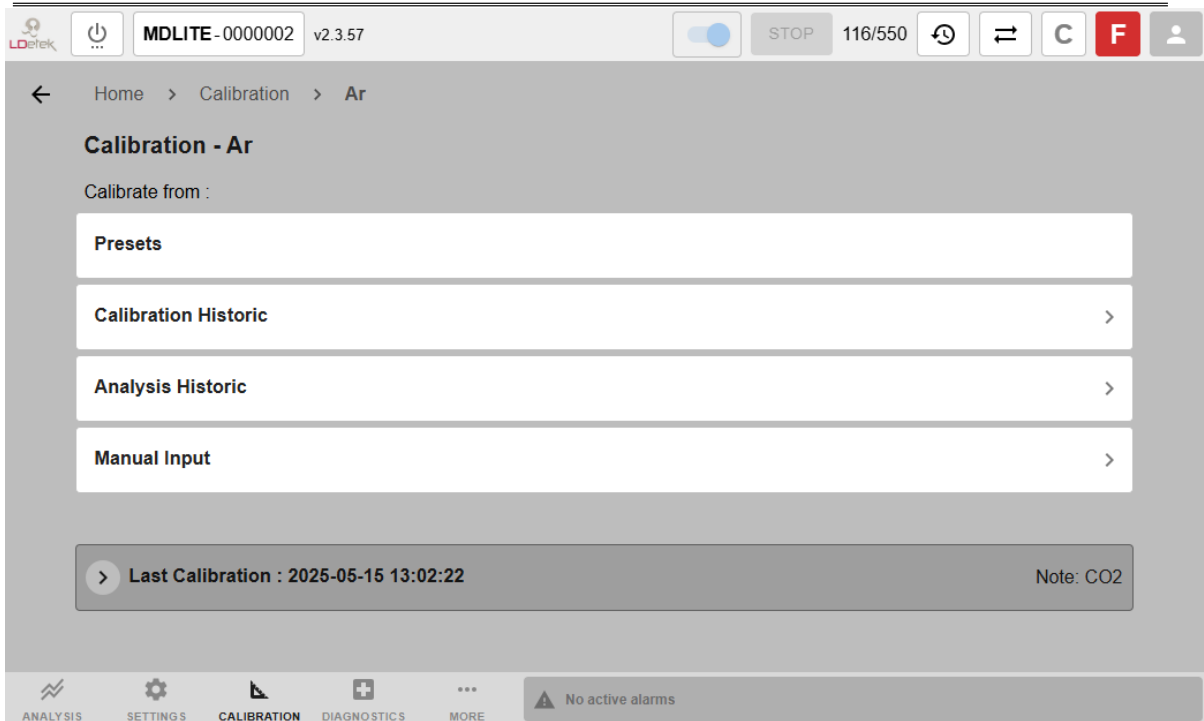 LDetek MDLITE-0000002 v2.3.57 STOP 116/550 C F
Home > Calibration > Ar
Calibration - Ar
Calibrate from :
Presets
Calibration Historic
Analysis Historic
Manual Input
Last Calibration : 2025-05-15 13:02:22 Note: CO2
No active alarms
ANALYSIS SETTINGS CALIBRATION DIAGNOSTICS MORE